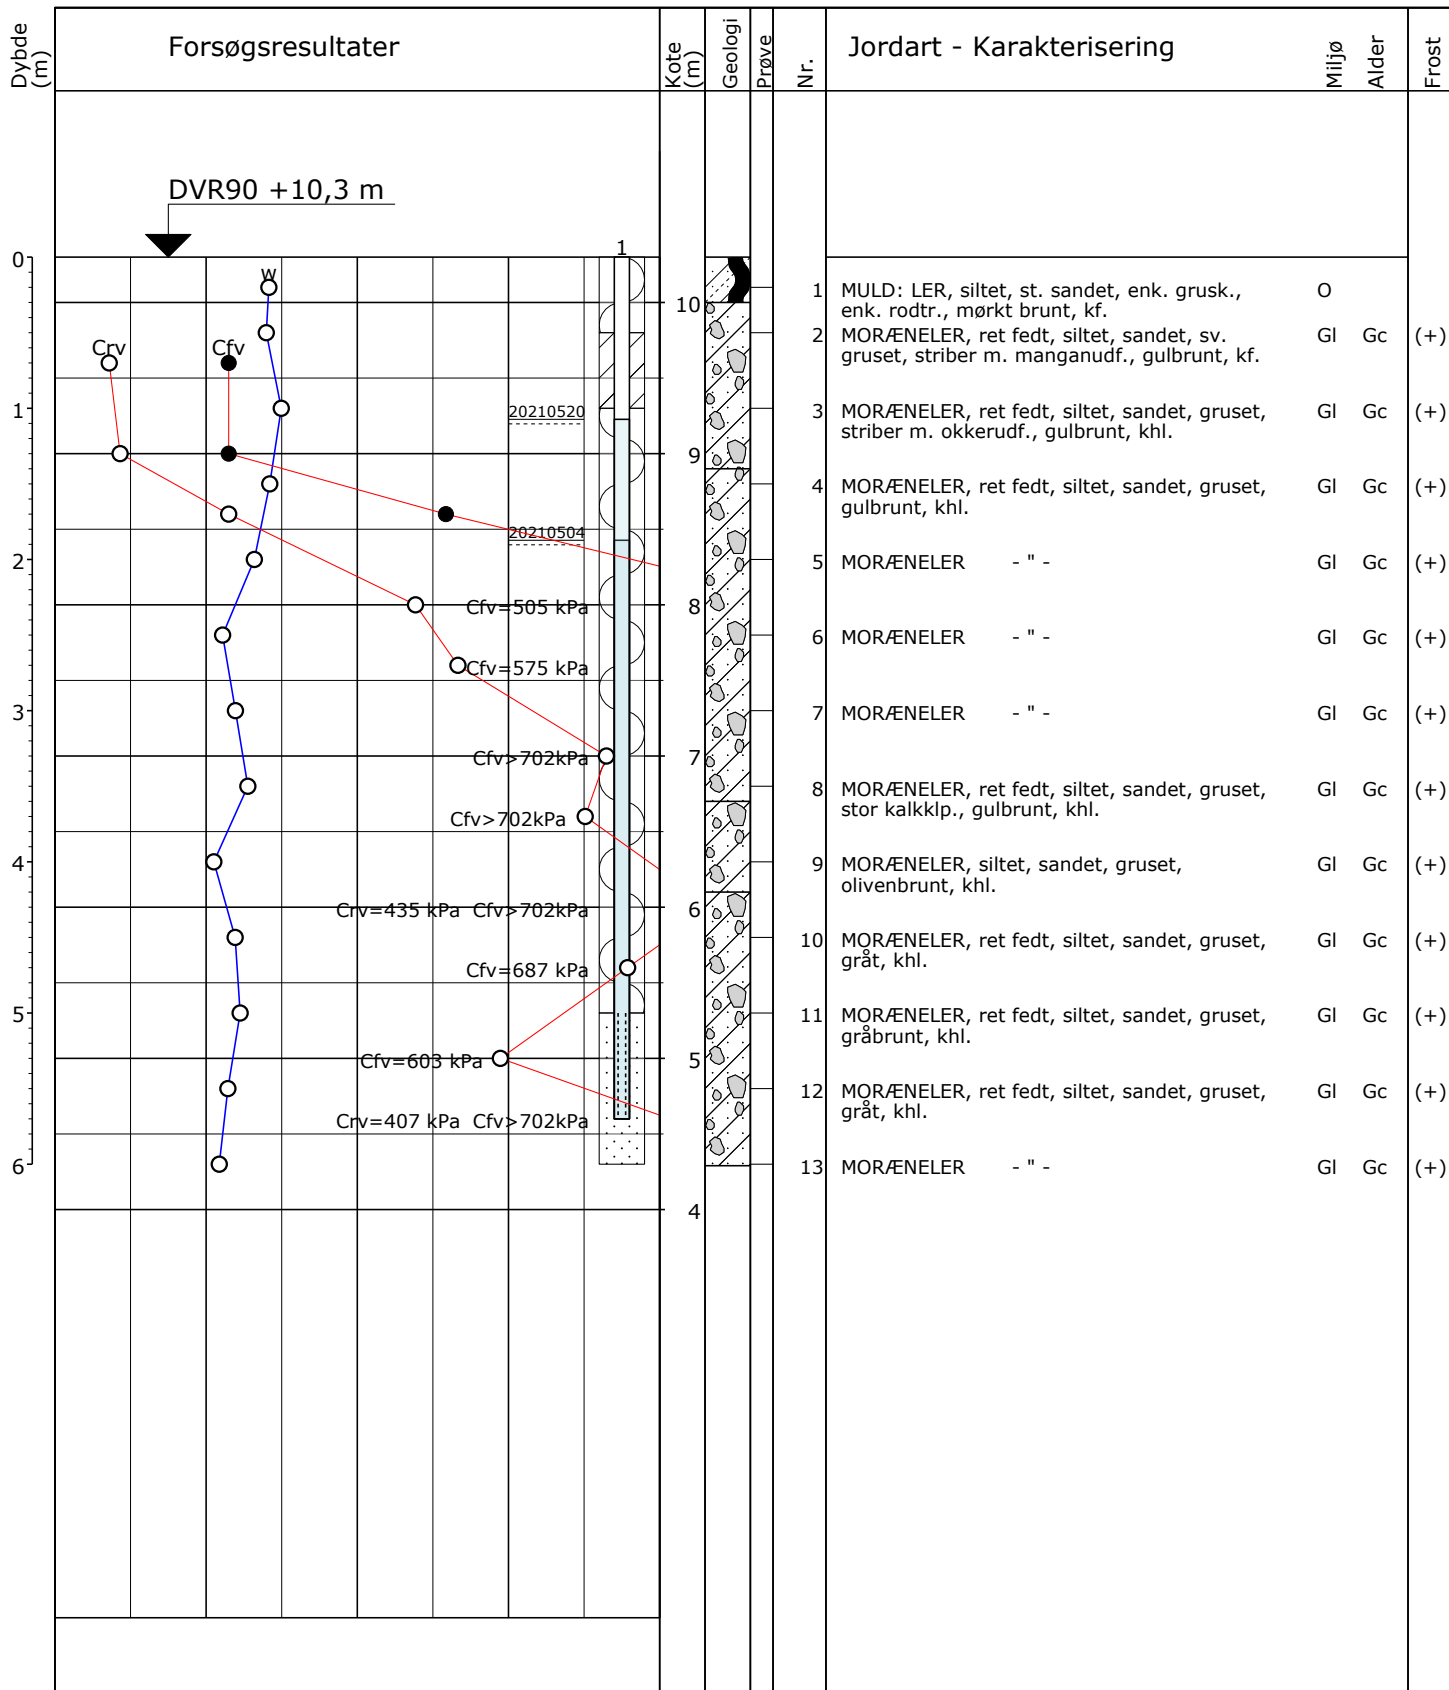 Dybde
(m)
Forsøgsresultater
Kote
(m)
Geologi
Prøve
Nr.
Jordart - Karakterisering
Miljø
Alder
Frost
DVR90 +10,3 m
0
1
2
3
4
5
6
1
w
Crv
Cfv
20210520
20210504
Cfv=505 kPa
Cfv=575 kPa
Cfv>702kPa
Cfv>702kPa
Crv=435 kPa Cfv>702kPa
Cfv=687 kPa
Cfv=603 kPa
Crv=407 kPa Cfv>702kPa
10
9
8
7
6
5
4
1 MULD: LER, siltet, st. sandet, enk. grusk., O
enk. rodtr., mørkt brunt, kf.
2 MORÆNELER, ret fedt, siltet, sandet, sv. Gl Gc (+)
gruset, striber m. manganudf., gulbrunt, kf.
3 MORÆNELER, ret fedt, siltet, sandet, gruset, Gl Gc (+)
striber m. okkerudf., gulbrunt, khl.
4 MORÆNELER, ret fedt, siltet, sandet, gruset, Gl Gc (+)
gulbrunt, khl.
5 MORÆNELER - " - Gl Gc (+)
6 MORÆNELER - " - Gl Gc (+)
7 MORÆNELER - " - Gl Gc (+)
8 MORÆNELER, ret fedt, siltet, sandet, gruset, Gl Gc (+)
stor kalkklp., gulbrunt, khl.
9 MORÆNELER, siltet, sandet, gruset, Gl Gc (+)
olivenbrunt, khl.
10 MORÆNELER, ret fedt, siltet, sandet, gruset, Gl Gc (+)
gråt, khl.
11 MORÆNELER, ret fedt, siltet, sandet, gruset, Gl Gc (+)
gråbrunt, khl.
12 MORÆNELER, ret fedt, siltet, sandet, gruset, Gl Gc (+)
gråt, khl.
13 MORÆNELER - " - Gl Gc (+)